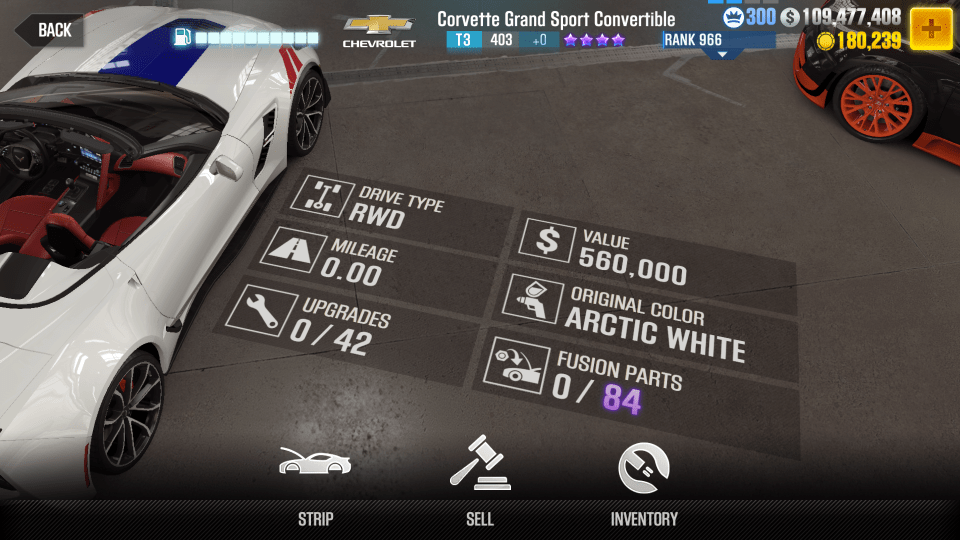 BACK
CHEVROLET
Corvette Grand Sport Convertible
T3 403 +0
RANK 966
300 109,477,408
180,239
DRIVE TYPE
RWD
MILEAGE
0.00
UPGRADES
0 / 42
VALUE
560,000
ORIGINAL COLOR
ARCTIC WHITE
FUSION PARTS
0 / 84
STRIP
SELL
INVENTORY